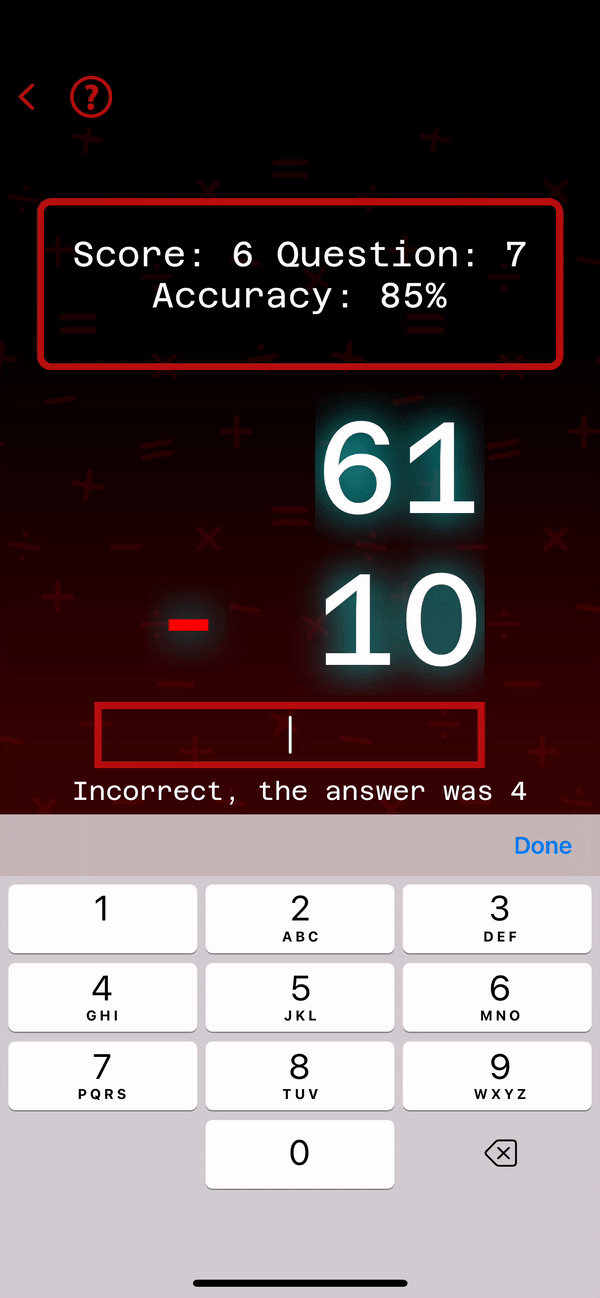 ?
Score: 6 Question: 7
Accuracy: 85%
61
- 10
Incorrect, the answer was 4
Done
1 2 3
ABC DEF
4 5 6
GHI JKL MNO
7 8 9
PQRS TUV WXYZ
0